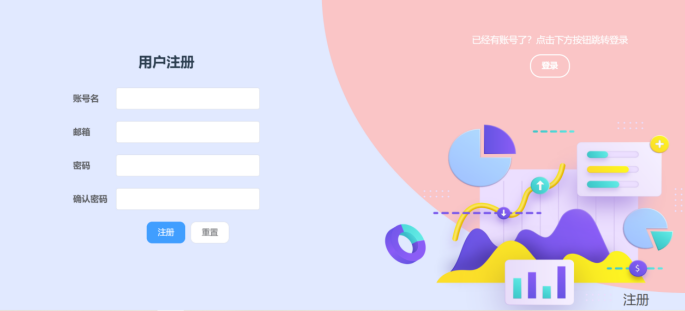 用户注册
账号名
邮箱
密码
确认密码
注册
重置
已经有账号了？点击下方按钮跳转登录
登录
$
注册